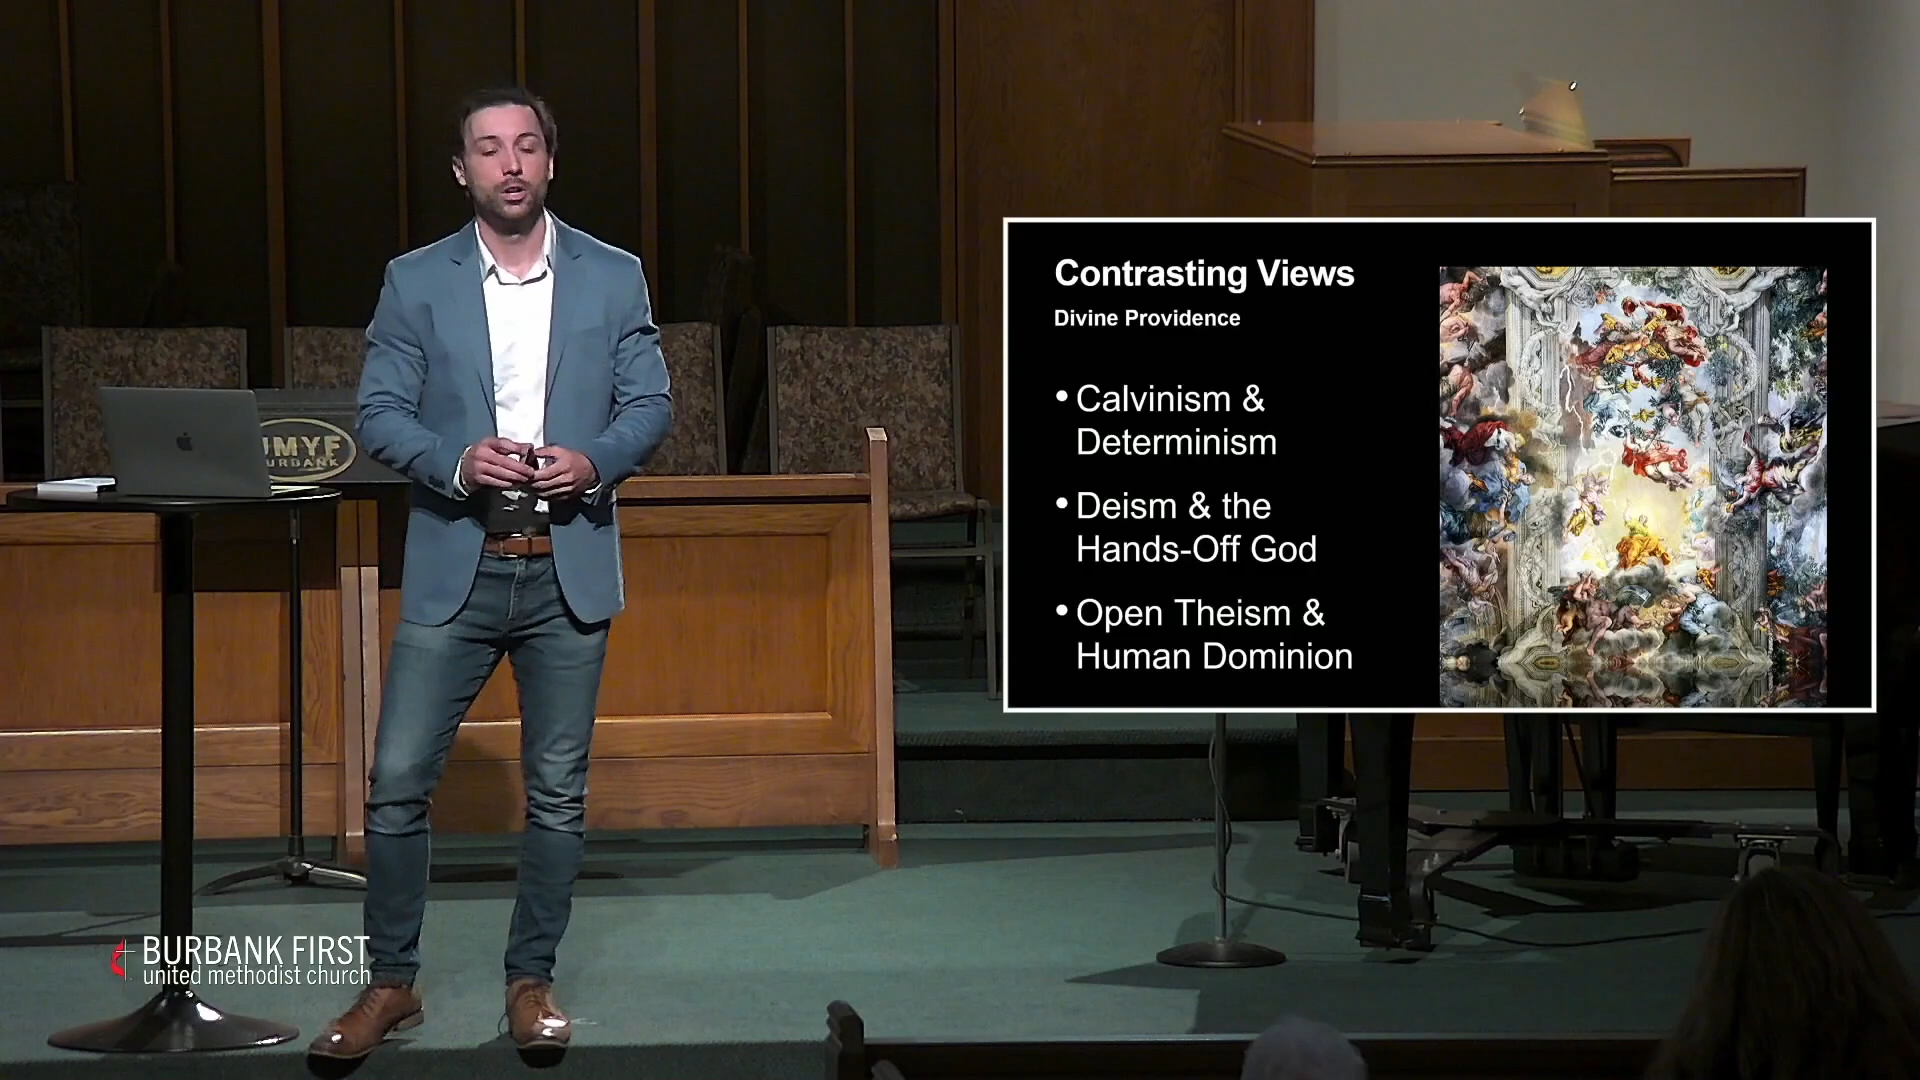 Contrasting Views
Divine Providence
• Calvinism &
Determinism
• Deism & the
Hands-Off God
• Open Theism &
Human Dominion
BURBANK FIRST
united methodist church